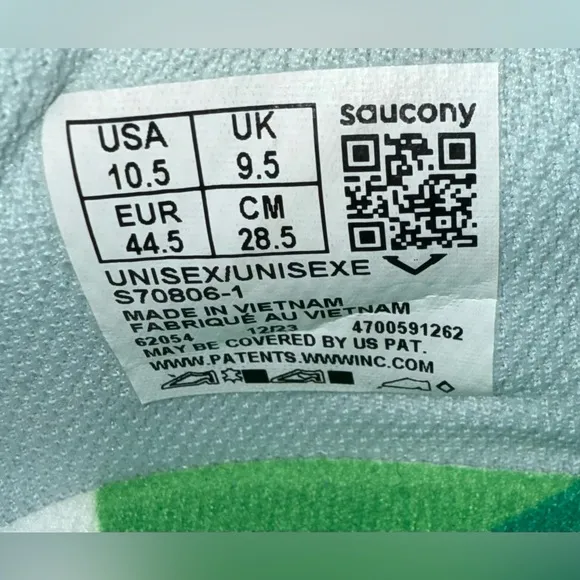 saucony
USA 10.5 UK 9.5
EUR 44.5 CM 28.5
UNISEX/UNISEXE
S70806-1
MADE IN VIETNAM
FABRIQUÉ AU VIETNAM
62054 12/23 4700591262
MAY BE COVERED BY US PAT.
WWW.PATENTS.WWWINC.COM